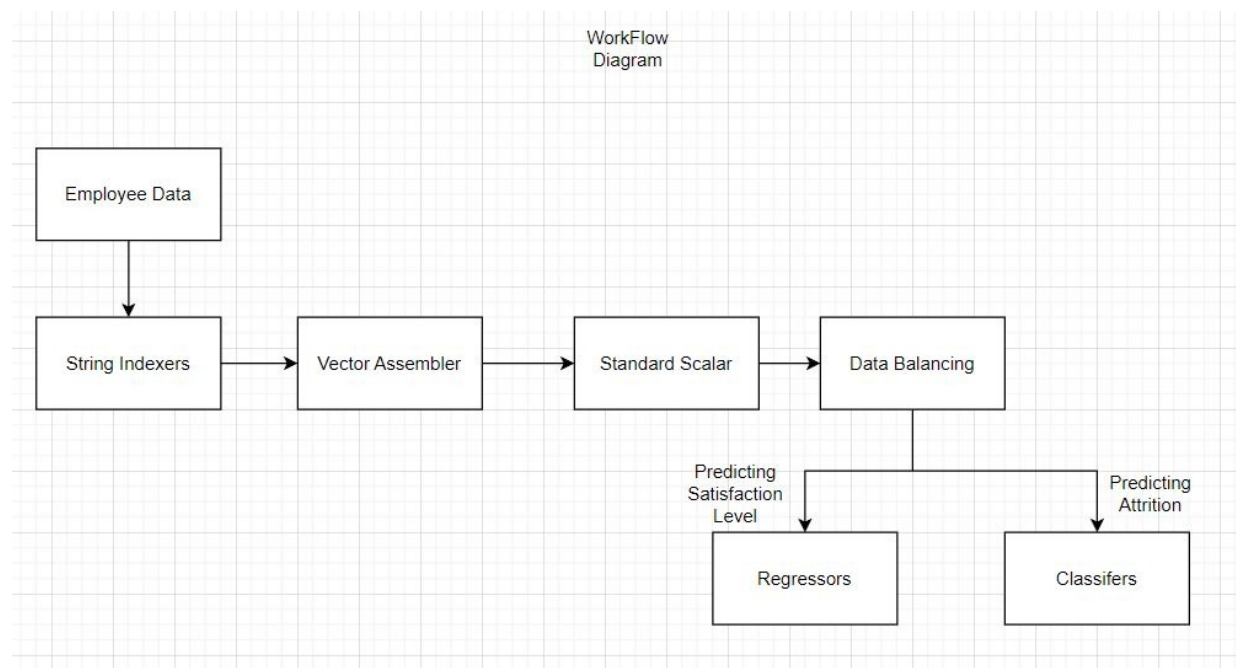 WorkFlow
Diagram
Employee Data
String Indexers
Vector Assembler
Standard Scalar
Data Balancing
Predicting
Satisfaction
Level
Predicting
Attrition
Regressors
Classifers